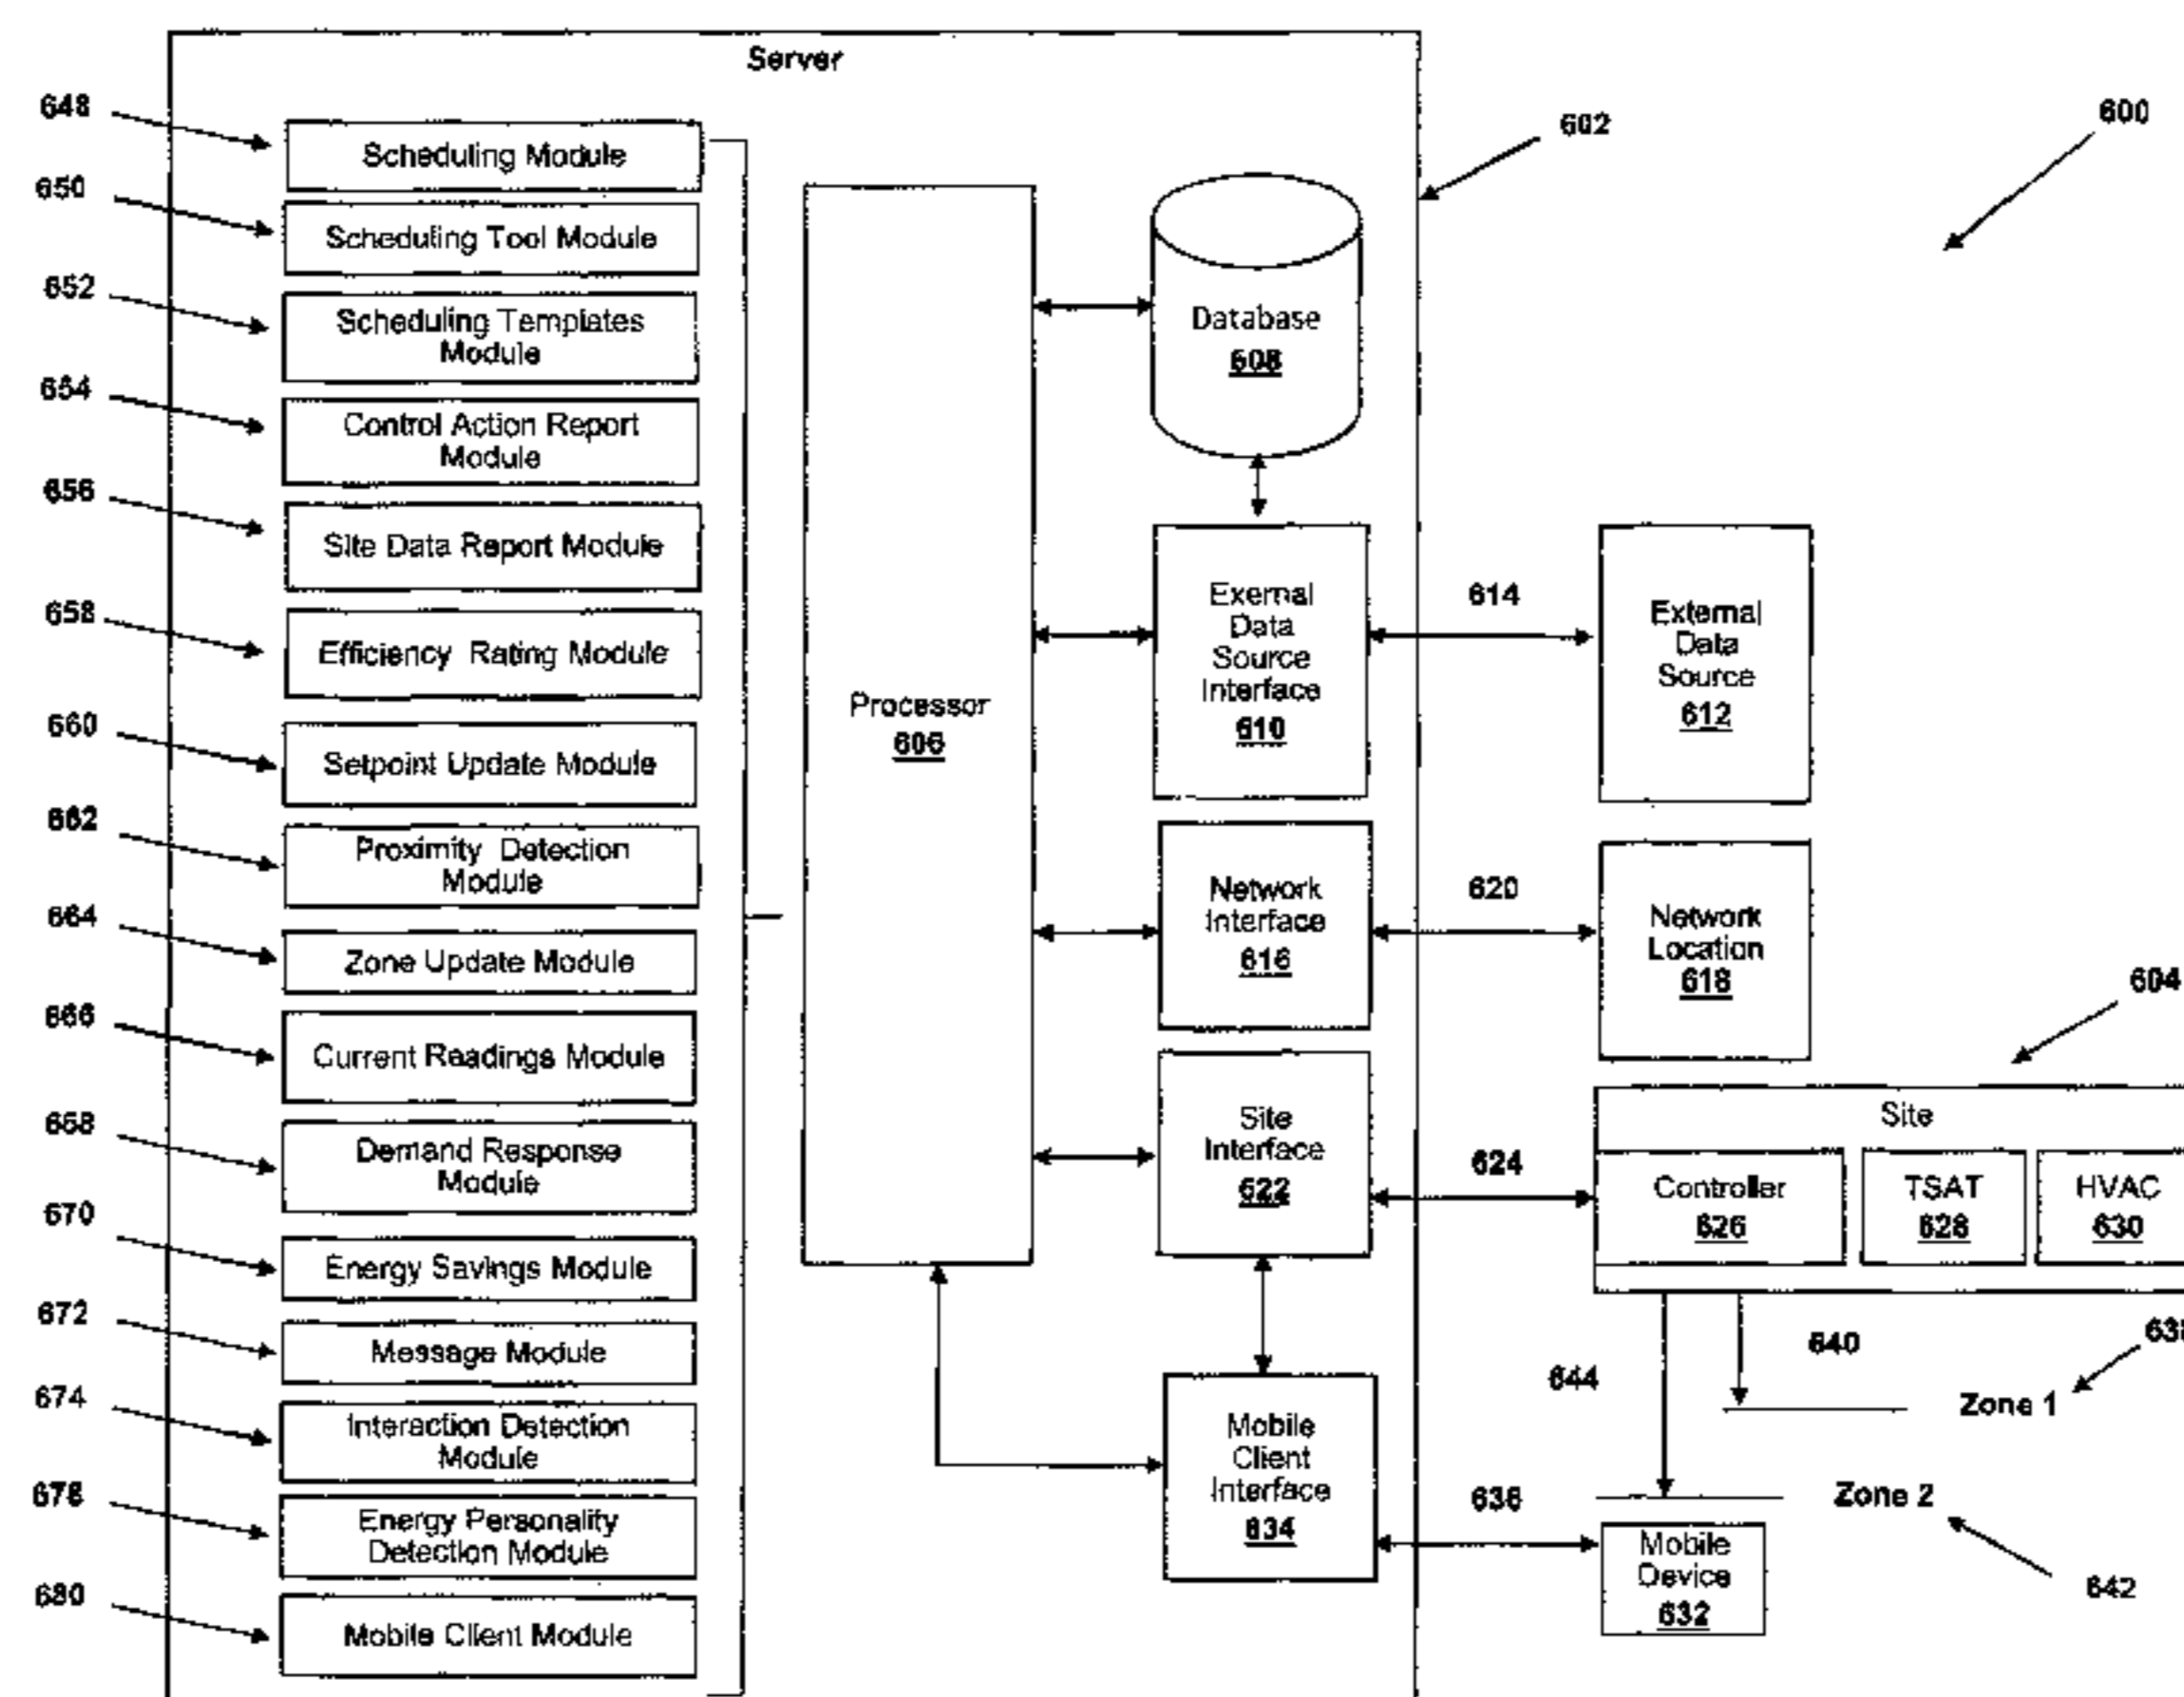 Server
648
Scheduling Module
650
Scheduling Tool Module
652
Scheduling Templates
Module
654
Control Action Report
Module
656
Site Data Report Module
658
Efficiency Rating Module
660
Setpoint Update Module
662
Proximity Detection
Module
664
Zone Update Module
666
Current Readings Module
668
Demand Response
Module
670
Energy Savings Module
672
Message Module
674
Interaction Detection
Module
678
Energy Personality
Detection Module
680
Mobile Client Module
Processor
606
Database
608
Exernal
Data
Source
Interface
610
Network
Interface
616
Site
Interface
622
Mobile
Client
Interface
634
602
600
614
External
Data
Source
612
620
Network
Location
618
604
Site
624
Controller
626
TSAT
628
HVAC
630
640
644
Zone 1
636
Zone 2
642
Mobile
Device
632